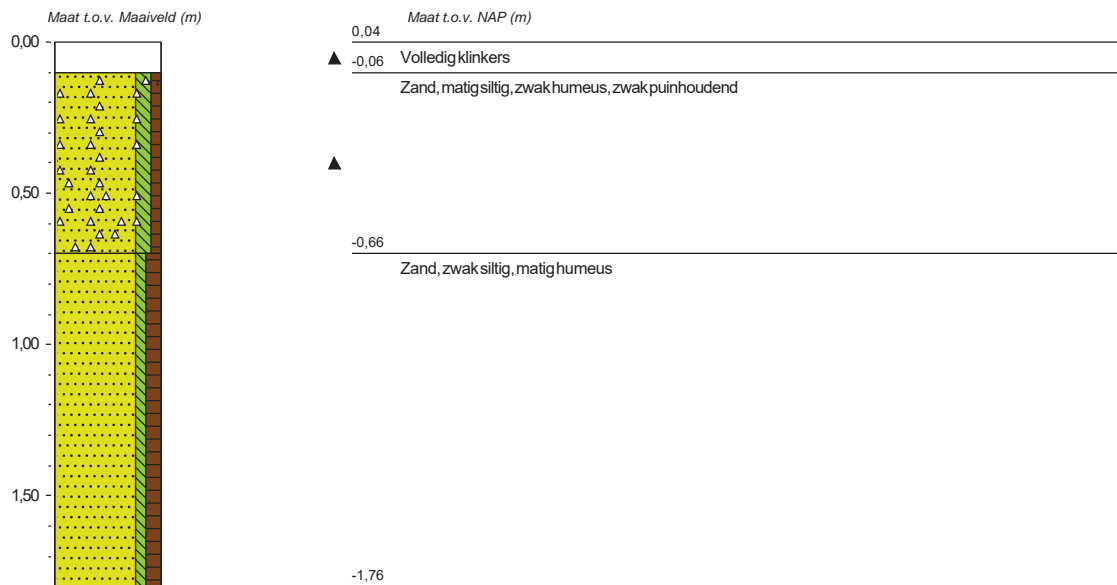 Maat t.o.v. Maaiveld (m)
Maat t.o.v. NAP (m)
0,00
0,04
-0,06 Volledig klinkers
Zand, matig siltig, zwak humeus, zwak puinhoudend
0,50
-0,66
Zand, zwak siltig, matig humeus
1,00
1,50
-1,76